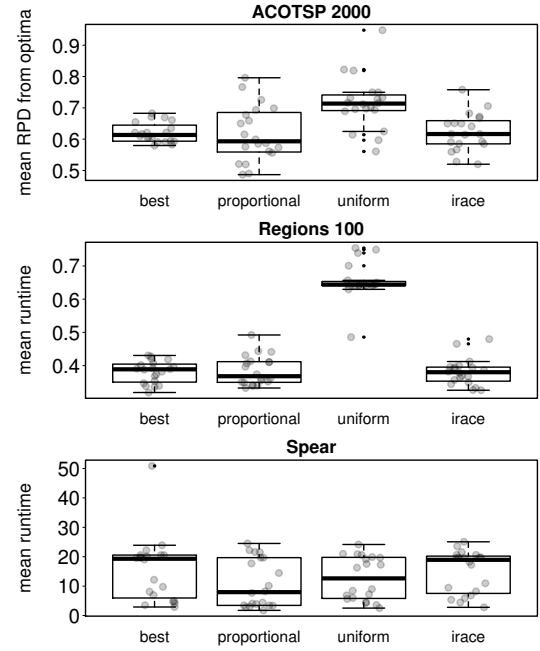 ACOTSP 2000
mean RPD from optima
0.9
0.8
0.7
0.6
0.5
best proportional uniform irace
Regions 100
mean runtime
0.7
0.6
0.5
0.4
best proportional uniform irace
Spear
mean runtime
50
40
30
20
10
0
best proportional uniform irace